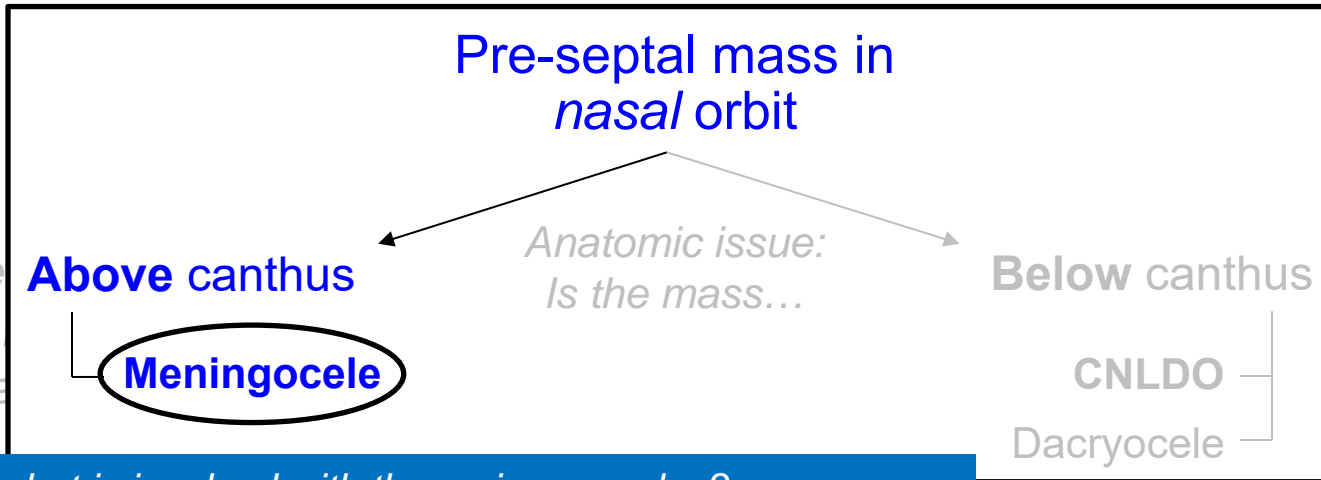 Pre-septal mass in
nasal orbit
Anatomic issue:
Is the mass…
Above canthus
Below canthus
Meningocele
CNLDO
Dacryocele